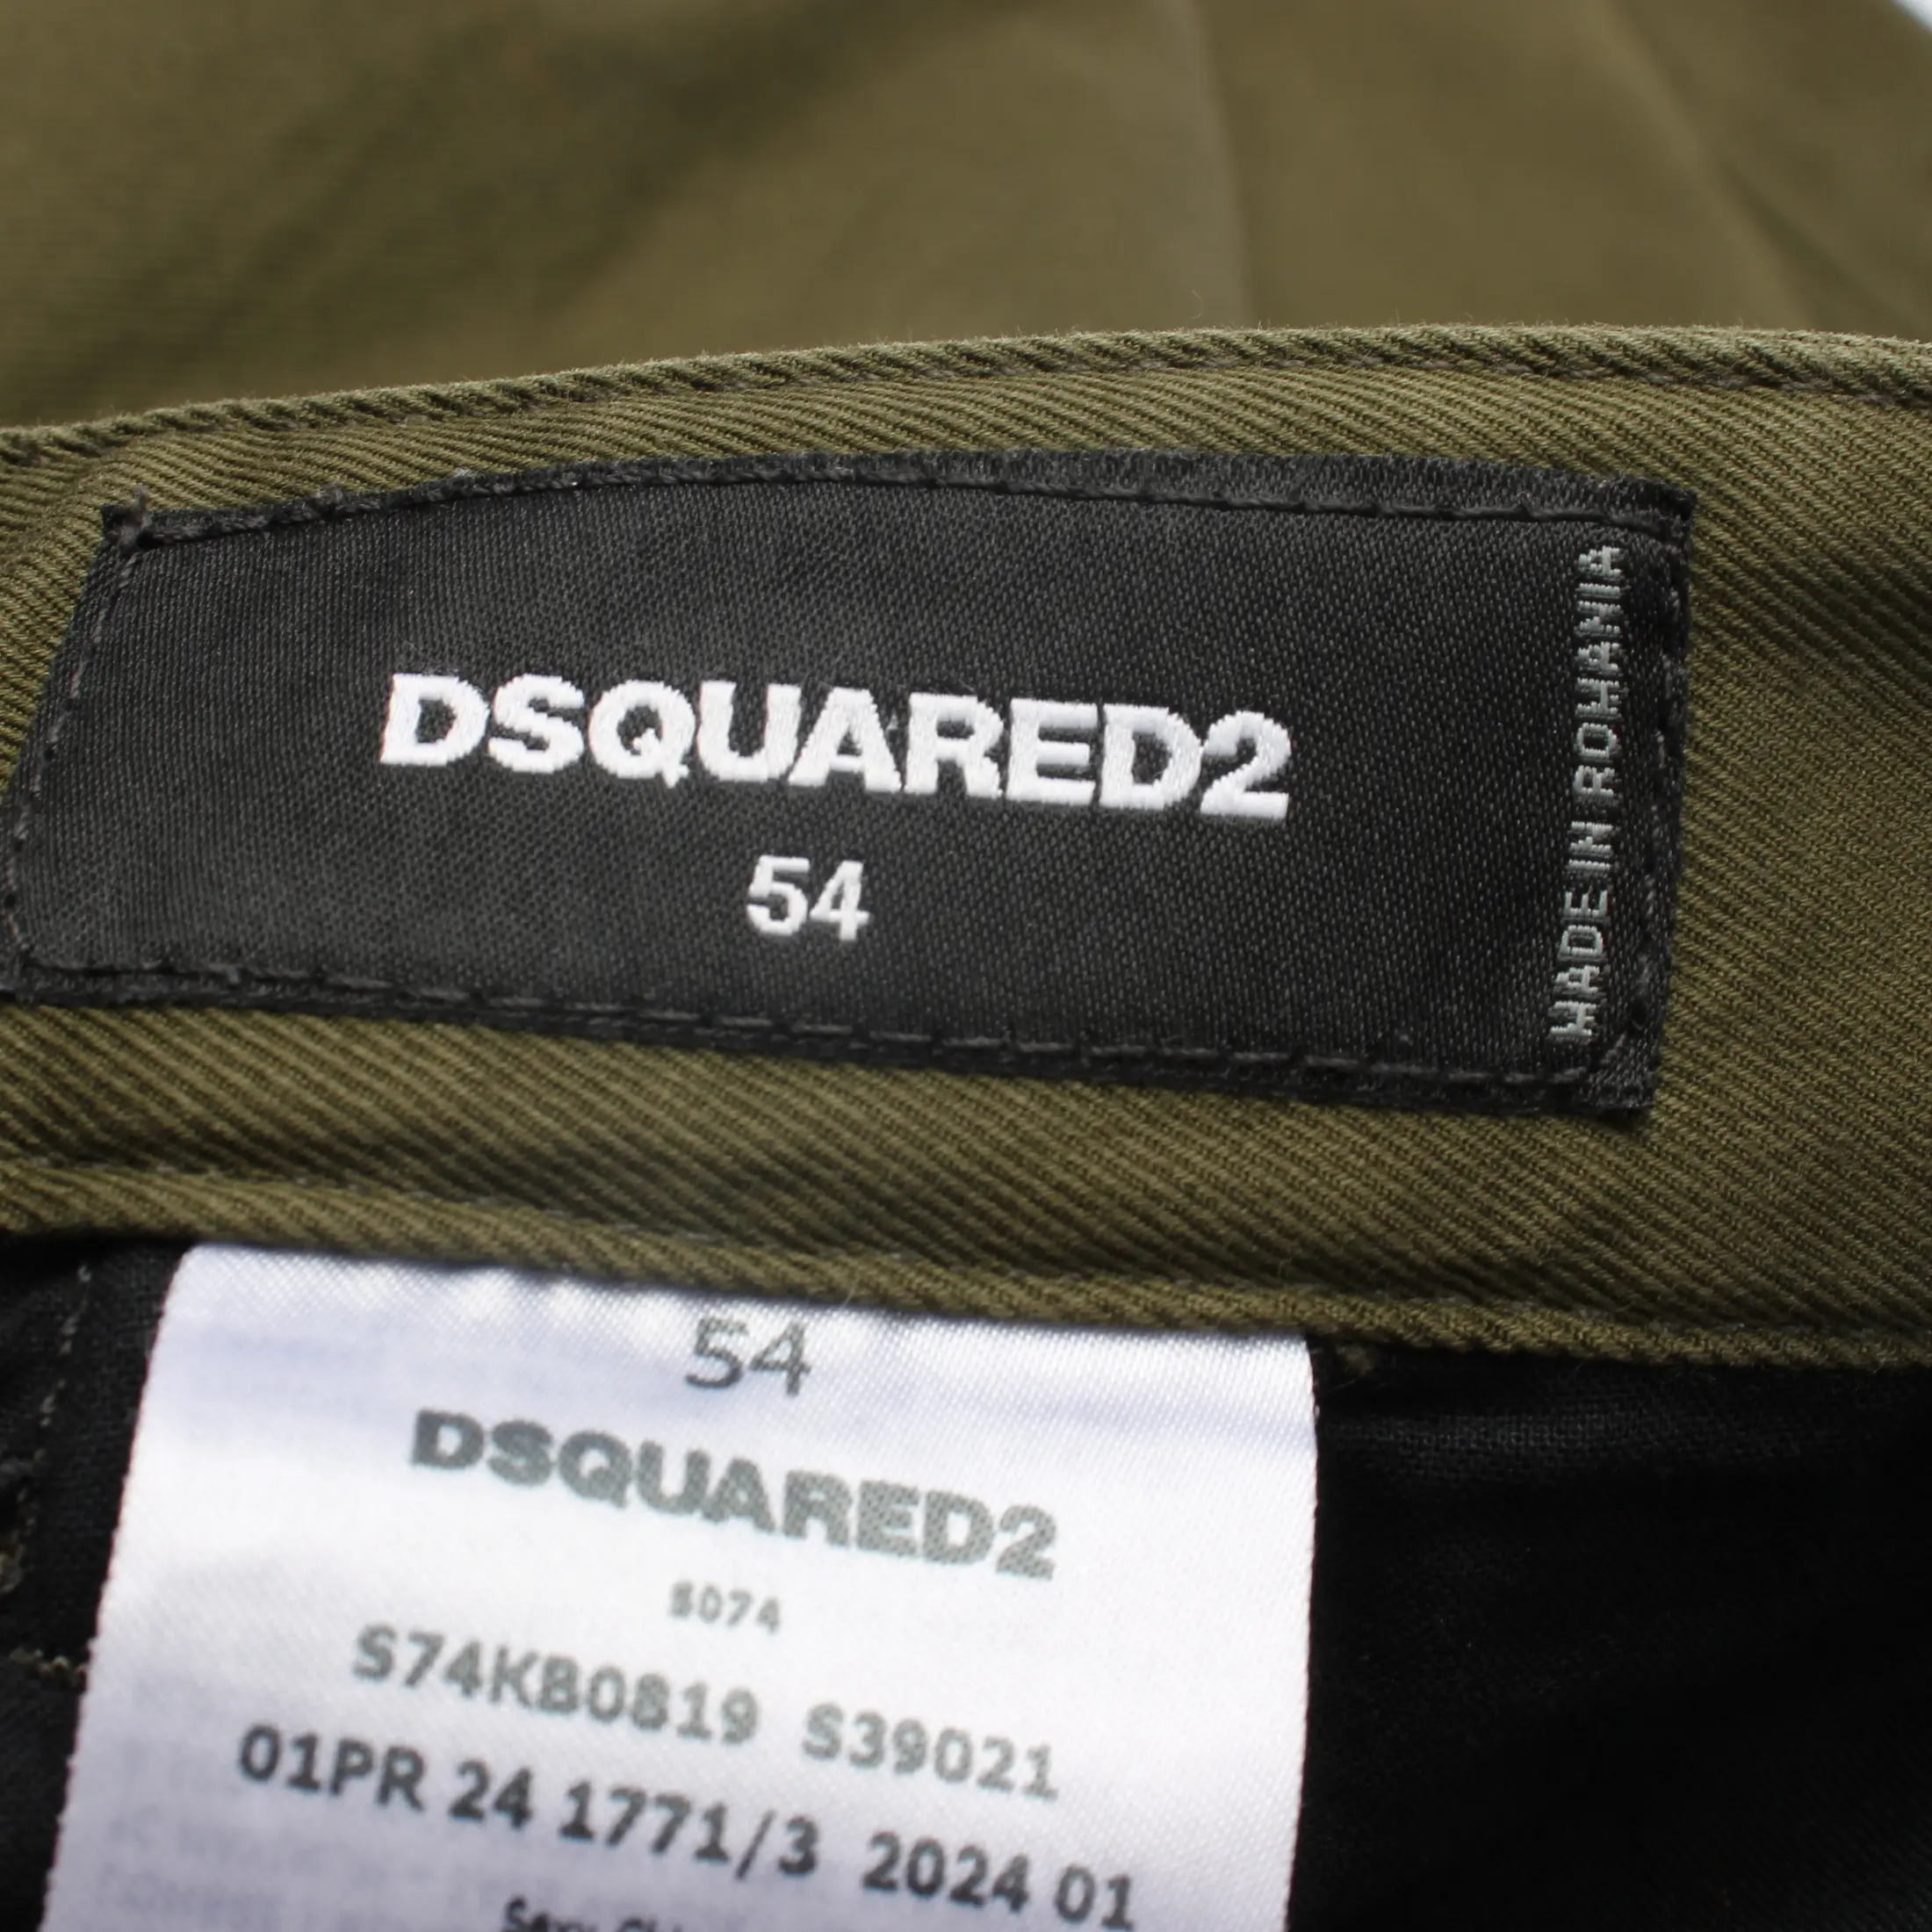 DSQUARED2
54
MADE IN ROMANIA
54
DSQUARED2
S074
S74KB0819 S39021
01PR 24 1771/3 2024 01